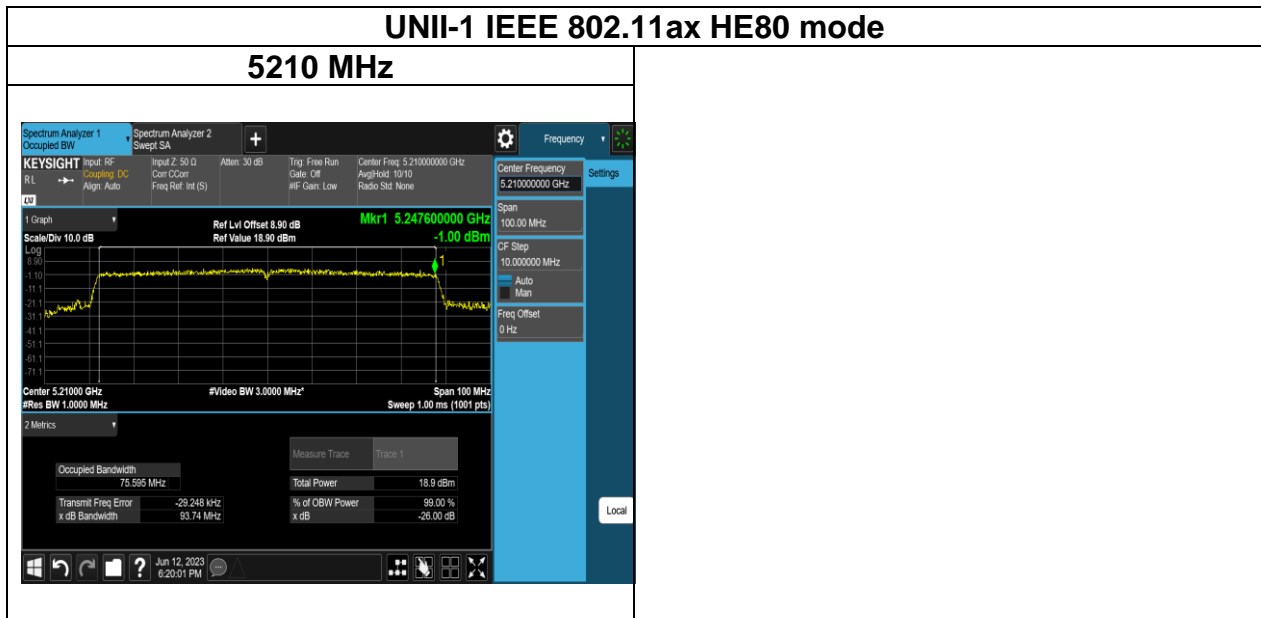 UNII-1 IEEE 802.11ax HE80 mode
5210 MHz
Spectrum Analyzer 1
Occupied BW
Spectrum Analyzer 2
Swept SA
+
Frequency
KEYSIGHT
RL
LXI
Input: RF
Coupling: DC
Align: Auto
Input Z: 50 Ω
Corr CCorr
Freq Ref: Int (S)
Atten: 30 dB
Trig: Free Run
Gate: Off
#IF Gain: Low
Center Freq: 5.210000000 GHz
Avg|Hold: 10/10
Radio Std: None
Center Frequency
5.210000000 GHz
Settings
Span
100.00 MHz
CF Step
10.000000 MHz
Auto
Man
Freq Offset
0 Hz
Local
1 Graph
Scale/Div 10.0 dB
Ref Lvl Offset 8.90 dB
Ref Value 18.90 dBm
Mkr1 5.247600000 GHz
-1.00 dBm
Log
8.90
-1.10
-11.1
-21.1
-31.1
-41.1
-51.1
-61.1
-71.1
1
Center 5.21000 GHz
#Res BW 1.0000 MHz
#Video BW 3.0000 MHz*
Span 100 MHz
Sweep 1.00 ms (1001 pts)
2 Metrics
Measure Trace Trace 1
Occupied Bandwidth
75.595 MHz
Total Power 18.9 dBm
Transmit Freq Error -29.248 kHz
% of OBW Power 99.00 %
x dB Bandwidth 93.74 MHz
x dB -26.00 dB
?
Jun 12, 2023
6:20:01 PM